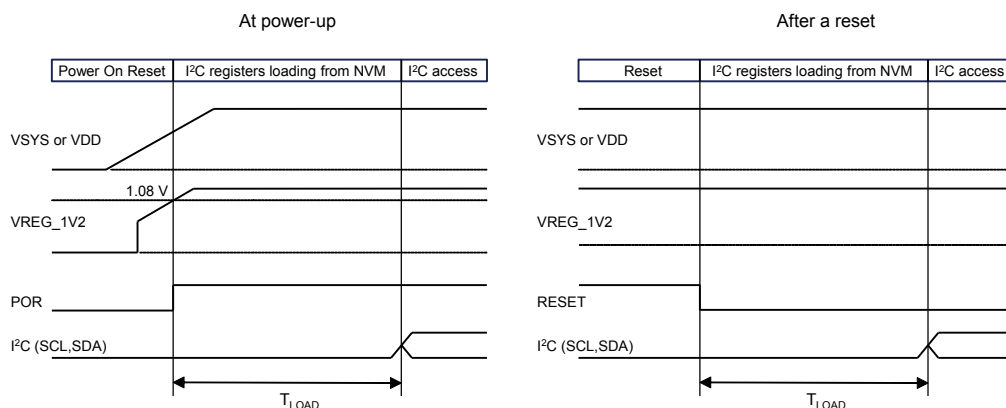 At power-up
After a reset
Power On Reset
I²C registers loading from NVM
I²C access
Reset
I²C registers loading from NVM
I²C access
VSYS or VDD
VSYS or VDD
1.08 V
VREG_1V2
VREG_1V2
POR
RESET
I²C (SCL,SDA)
I²C (SCL,SDA)
T_LOAD
T_LOAD